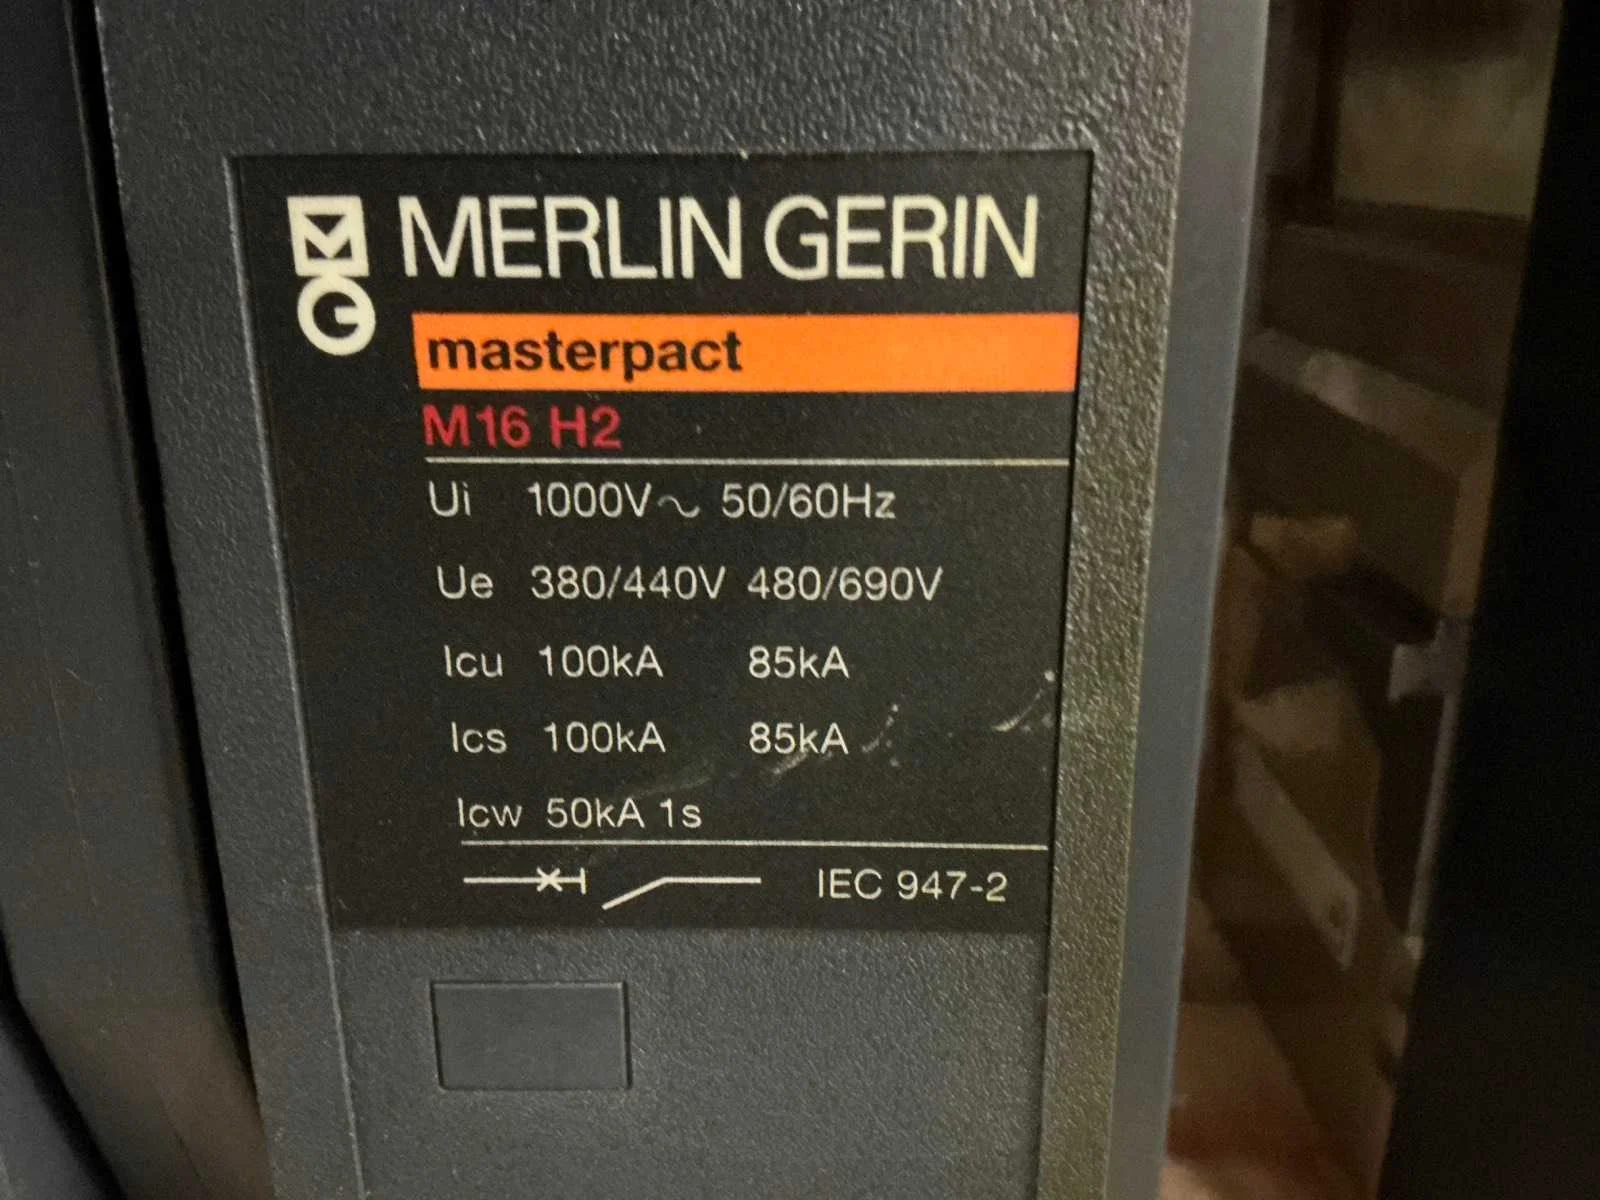 MERLIN GERIN
masterpact
M16 H2
Ui 1000V~ 50/60Hz
Ue 380/440V 480/690V
Icu 100kA 85kA
Ics 100kA 85kA
Icw 50kA 1s
IEC 947-2